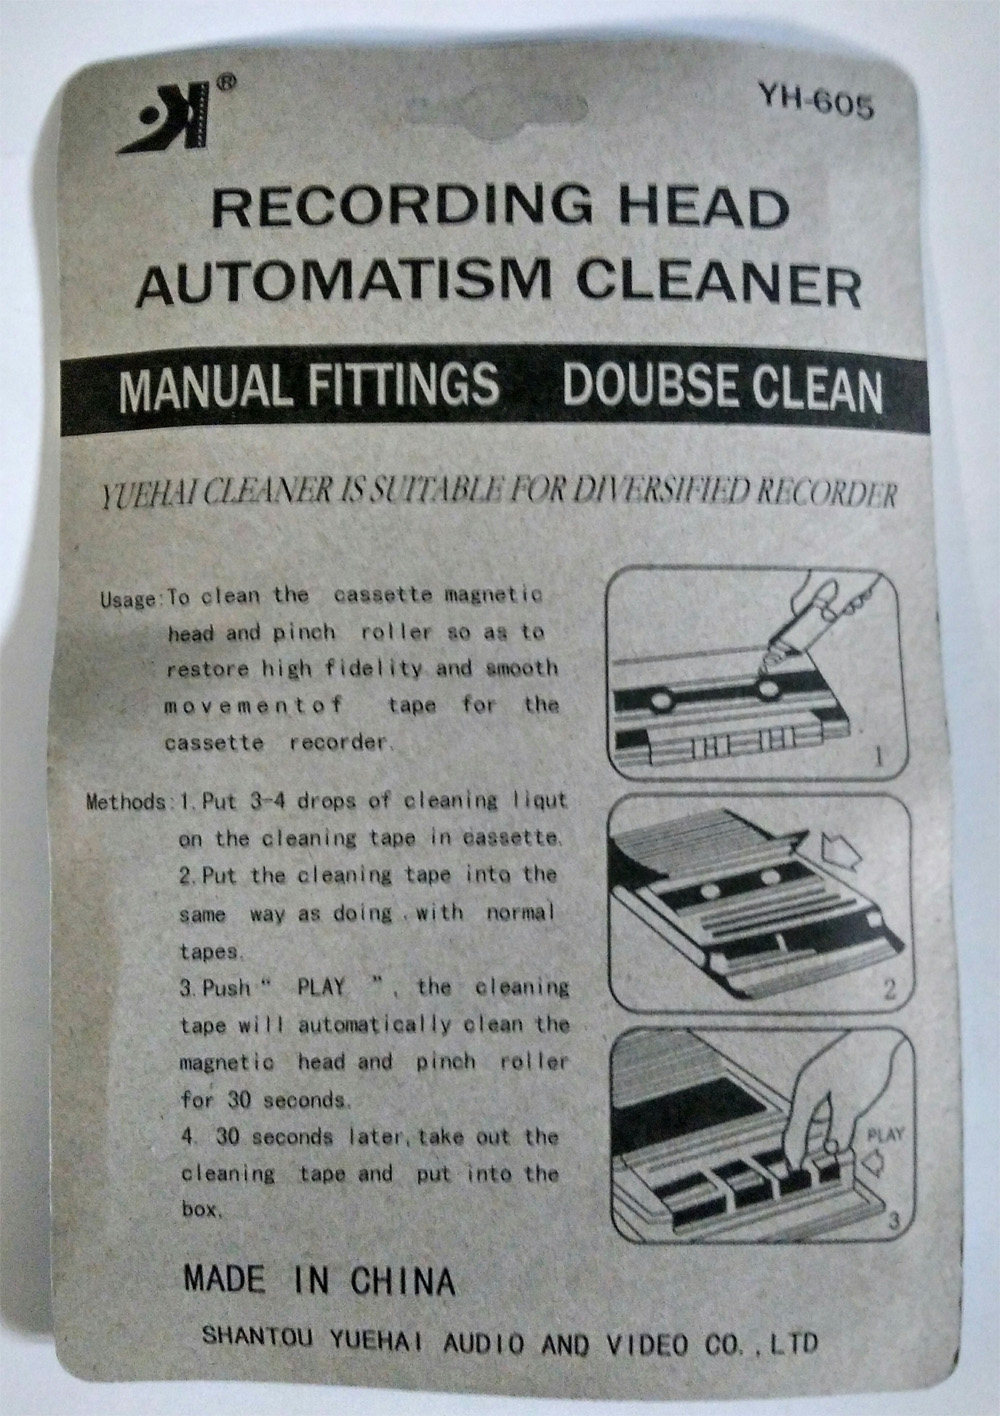 YH ®
YH-605
RECORDING HEAD
AUTOMATISM CLEANER
MANUAL FITTINGS DOUBSE CLEAN
YUEHAI CLEANER IS SUITABLE FOR DIVERSIFIED RECORDER
Usage:To clean the cassette magnetic
head and pinch roller so as to
restore high fidelity and smooth
movementof tape for the
cassette recorder.
Methods:1.Put 3-4 drops of cleaning liqut
on the cleaning tape in cassette.
2.Put the cleaning tape into the
same way as doing with normal
tapes.
3.Push“ PLAY ”, the cleaning
tape will automatically clean the
magnetic head and pinch roller
for 30 seconds.
4. 30 seconds later,take out the
cleaning tape and put into the
box.
1
2
PLAY
3
MADE IN CHINA
SHANTOU YUEHAI AUDIO AND VIDEO CO.,LTD